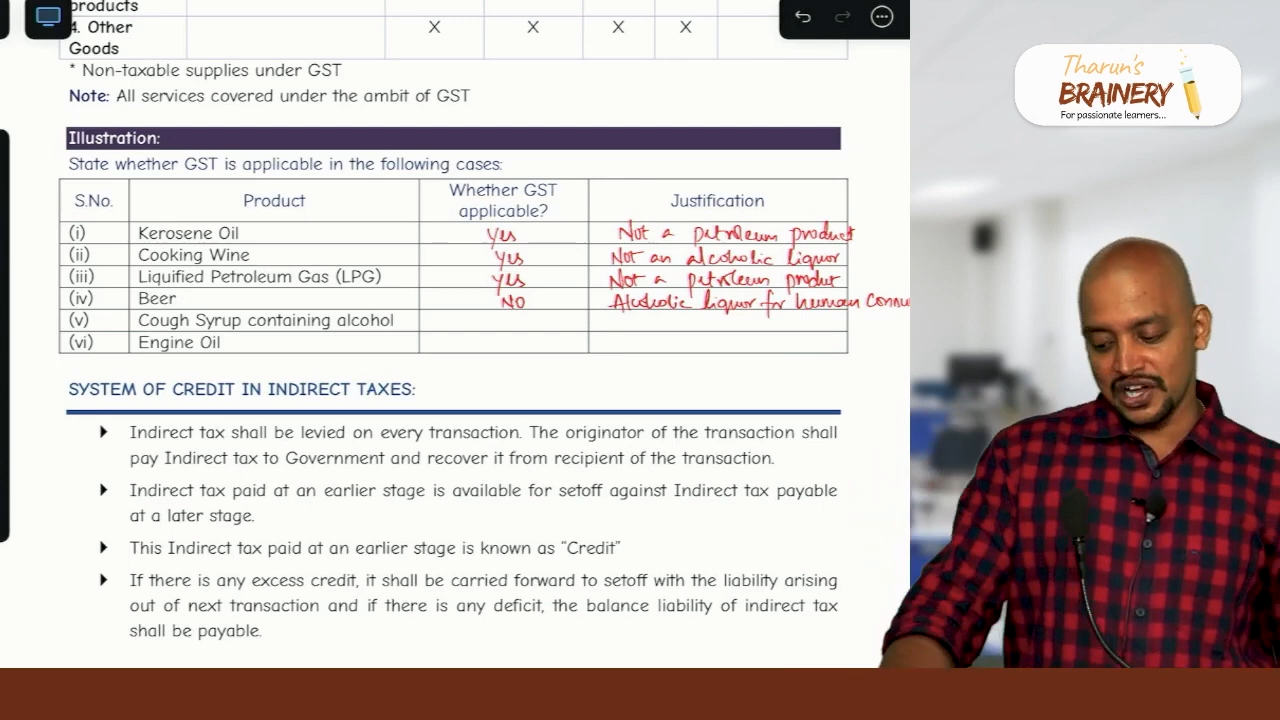 products
4. Other
Goods
X X X X
* Non-taxable supplies under GST
Note: All services covered under the ambit of GST
Illustration:
State whether GST is applicable in the following cases:
S.No. Product Whether GST applicable? Justification
(i) Kerosene Oil Yes Not a petroleum product
(ii) Cooking Wine Yes Not an alcoholic liquor
(iii) Liquified Petroleum Gas (LPG) Yes Not a petroleum product
(iv) Beer NO Alcoholic liquor for human
(v) Cough Syrup containing alcohol
(vi) Engine Oil
SYSTEM OF CREDIT IN INDIRECT TAXES:
Indirect tax shall be levied on every transaction. The originator of the transaction shall
pay Indirect tax to Government and recover it from recipient of the transaction.
Indirect tax paid at an earlier stage is available for setoff against Indirect tax payable
at a later stage.
This Indirect tax paid at an earlier stage is known as “Credit”
If there is any excess credit, it shall be carried forward to setoff with the liability arising
out of next transaction and if there is any deficit, the balance liability of indirect tax
shall be payable.
Tharun's
BRAINERY
For passionate learners...